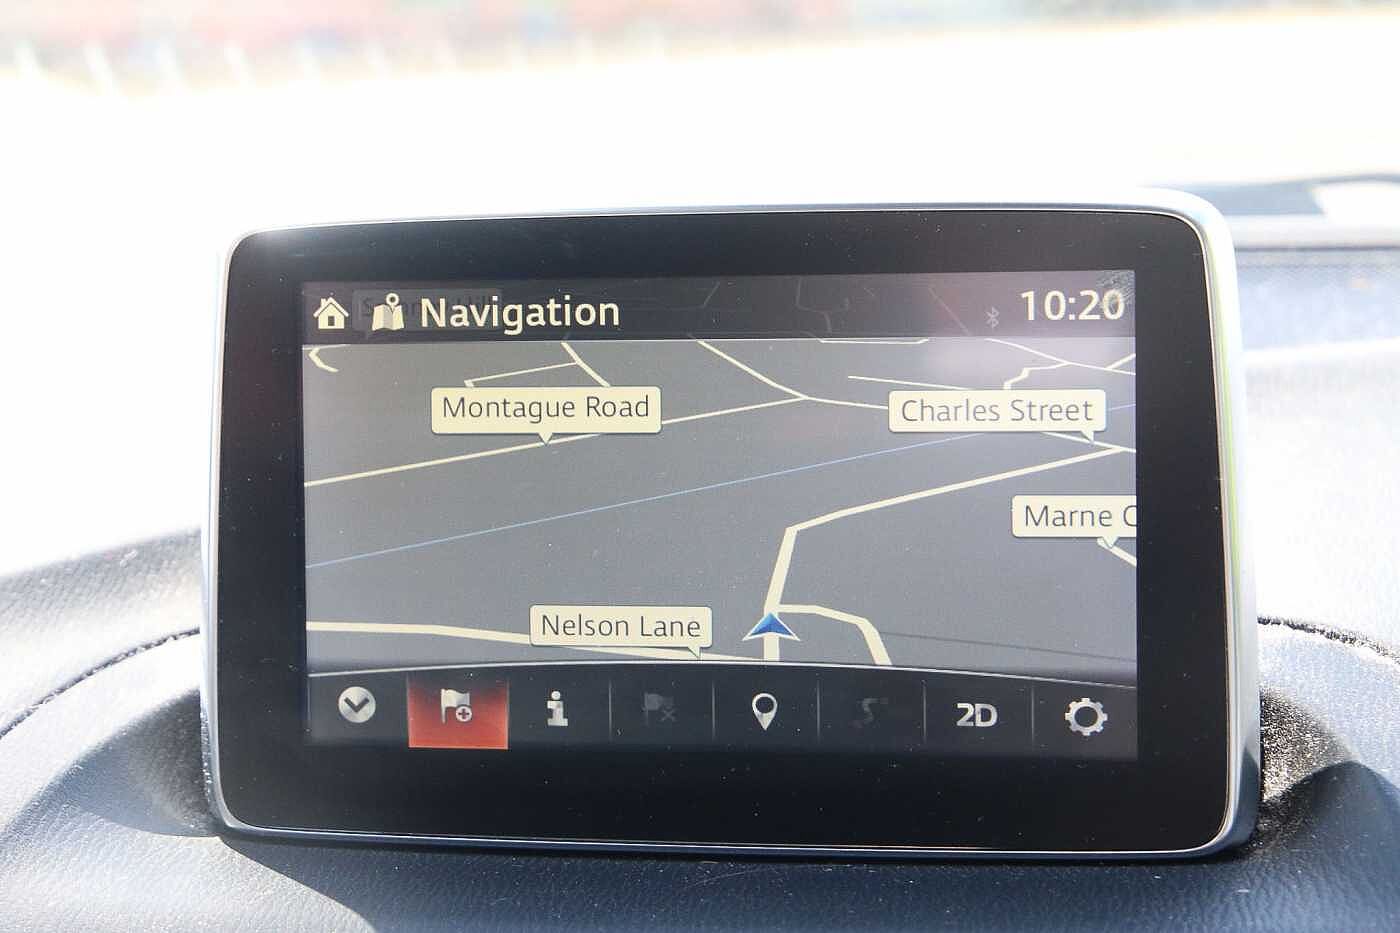 Navigation
10:20
Montague Road
Charles Street
Marne C
Nelson Lane
2D